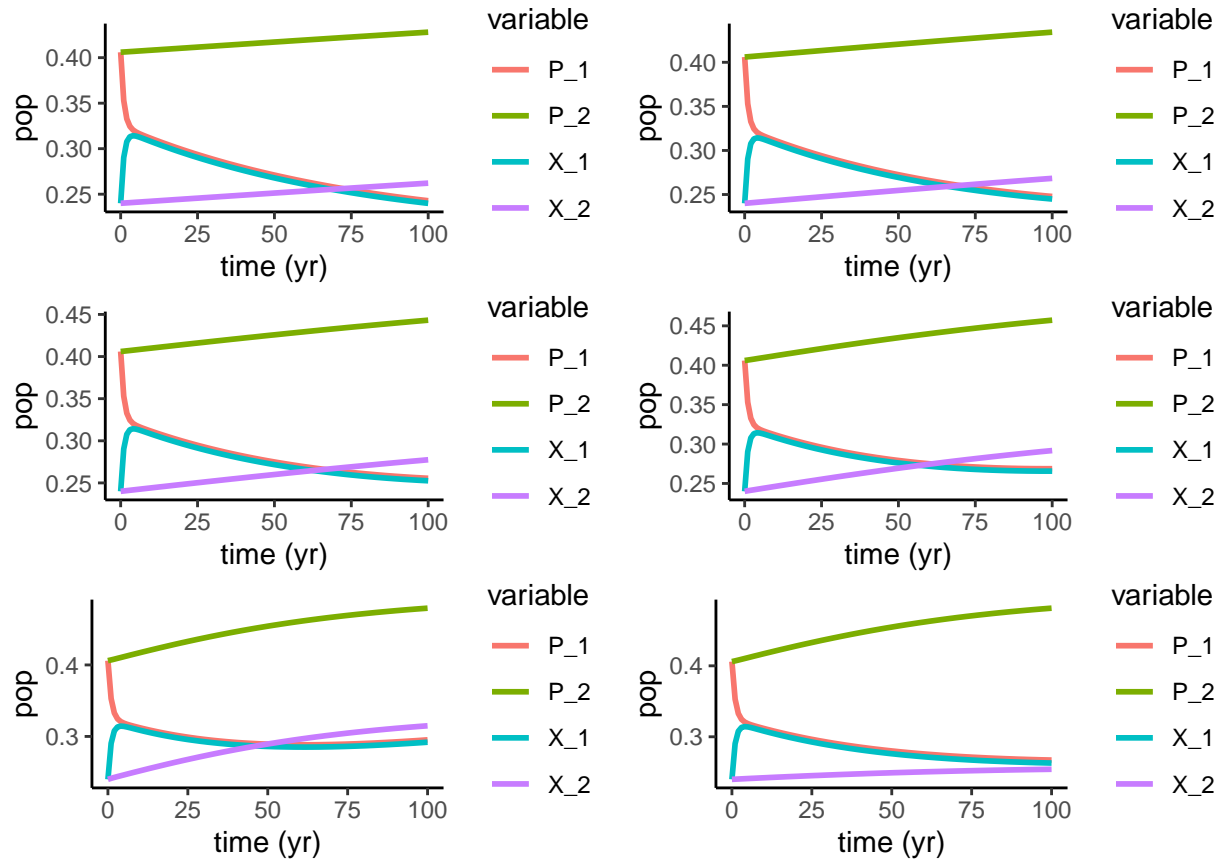 variable
0.40
0.35
0.30
0.25
pop
P_1
P_2
X_1
X_2
0 25 50 75 100
time (yr)
variable
0.40
0.35
0.30
0.25
pop
P_1
P_2
X_1
X_2
0 25 50 75 100
time (yr)
variable
0.45
0.40
0.35
0.30
0.25
pop
P_1
P_2
X_1
X_2
0 25 50 75 100
time (yr)
variable
0.45
0.40
0.35
0.30
0.25
pop
P_1
P_2
X_1
X_2
0 25 50 75 100
time (yr)
variable
0.4
0.3
pop
P_1
P_2
X_1
X_2
0 25 50 75 100
time (yr)
variable
0.4
0.3
pop
P_1
P_2
X_1
X_2
0 25 50 75 100
time (yr)